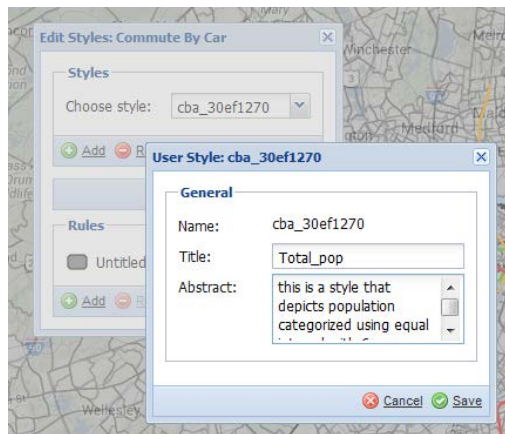 Edit Styles: Commute By Car
Styles
Choose style: cba_30ef1270
Add
Rules
Untitled
Add
User Style: cba_30ef1270
General
Name: cba_30ef1270
Title: Total_pop
Abstract: this is a style that
depicts population
categorized using equal
Cancel Save
Winchester
Medford
Wellesley
3